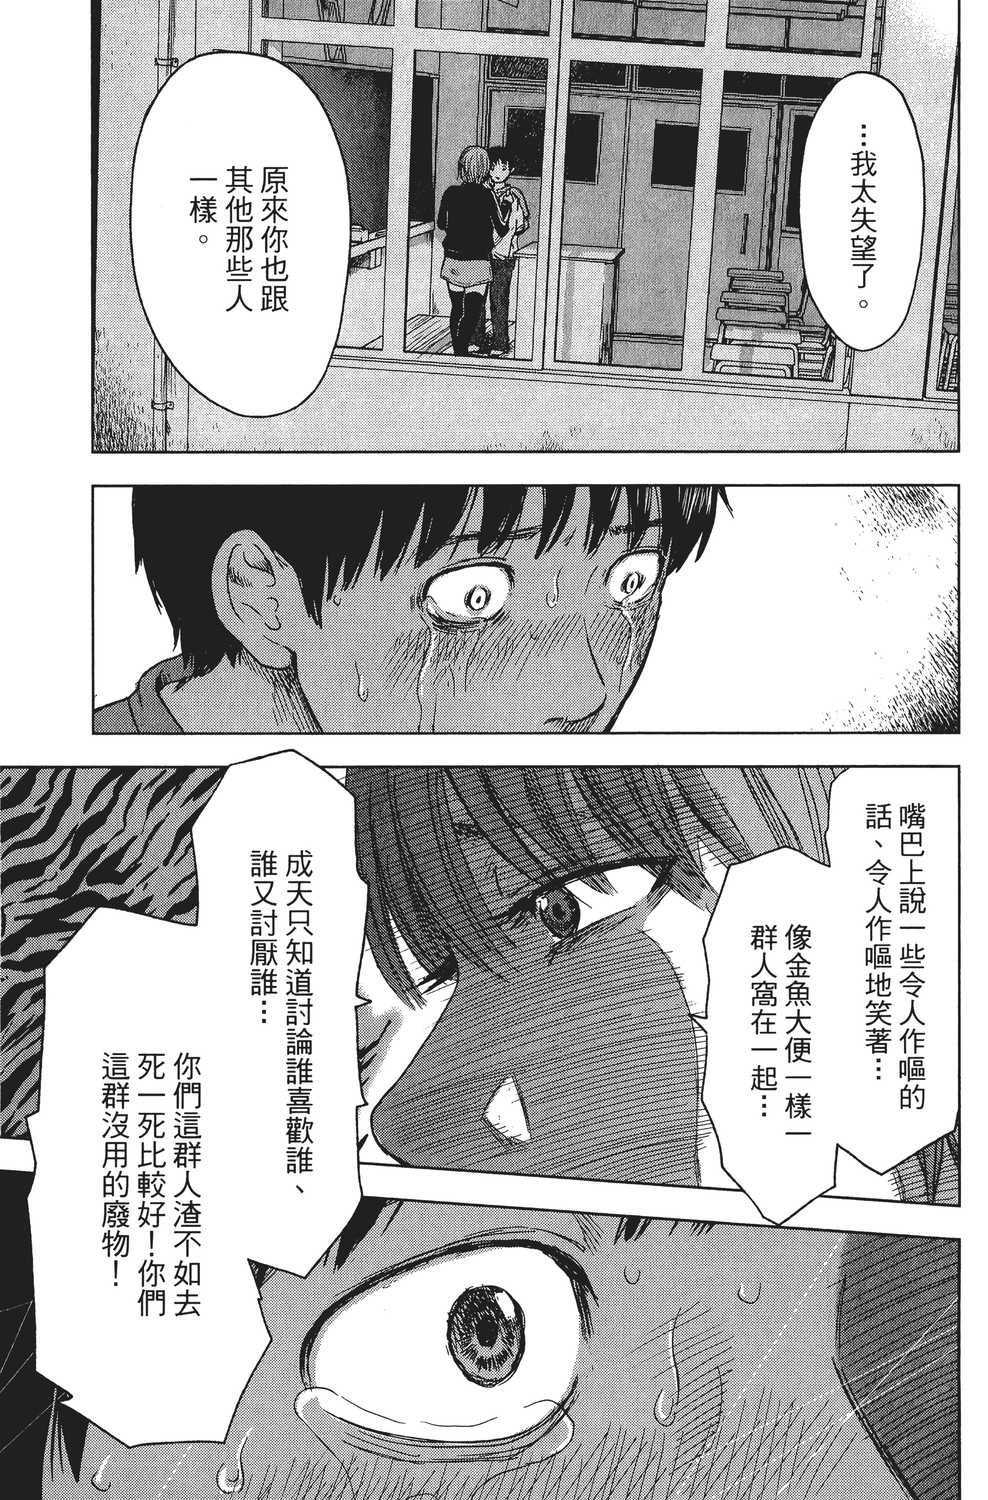 …我太失望了。
原來你也跟
其他那些人
一樣。
嘴巴上說一些令人作嘔的
話、令人作嘔地笑著…
像金魚大便一樣一
群人窩在一起…
成天只知道討論誰喜歡誰、
誰又討厭誰…
你們這群人渣不如去
死一死比較好！你們
這群沒用的廢物！